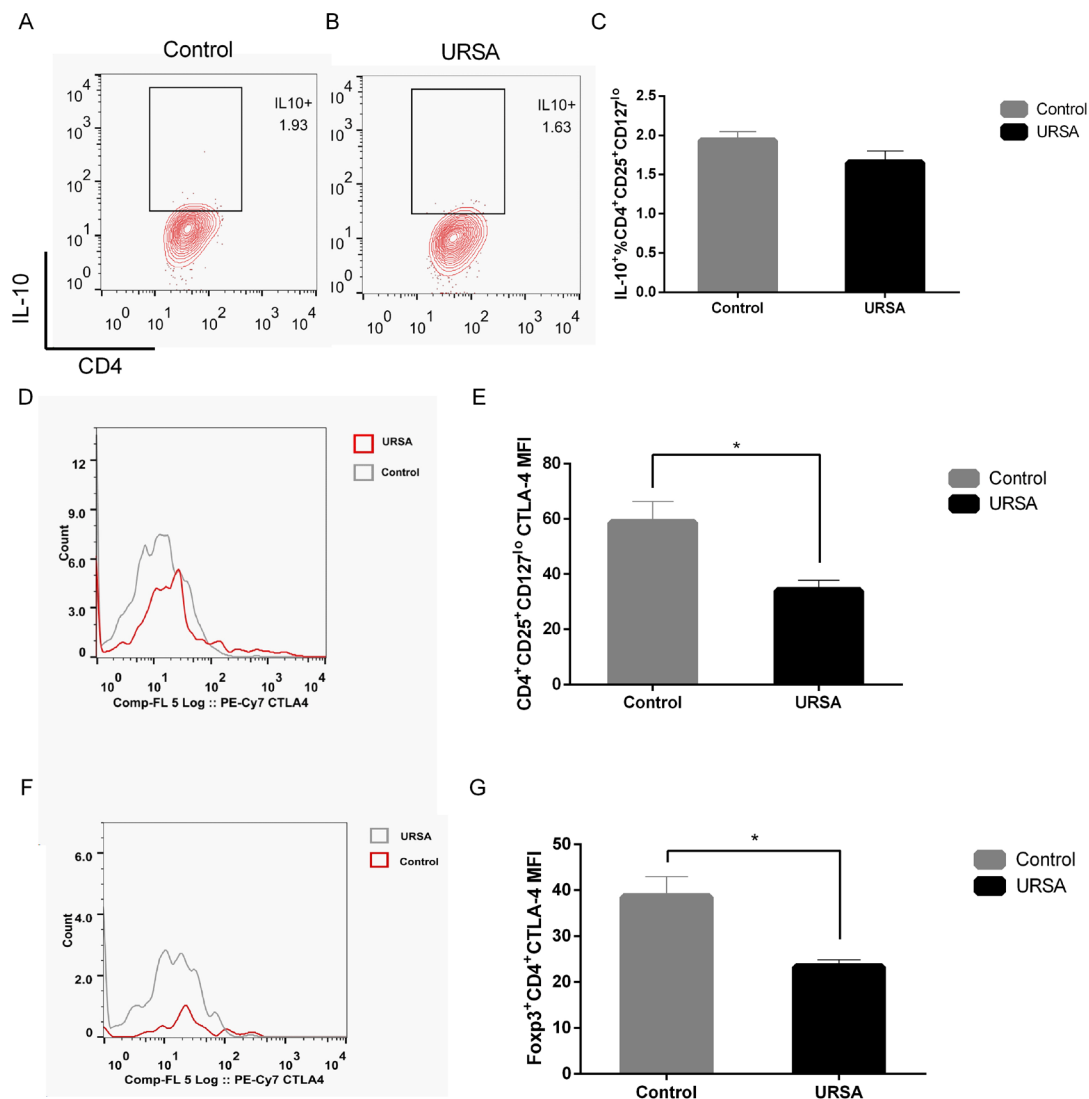 A
B
C
Control
URSA
10^4
10^3
10^2
10^1
10^0
IL10+
1.93
10^0 10^1 10^2 10^3 10^4
10^4
10^3
10^2
10^1
10^0
IL10+
1.63
10^0 10^1 10^2 10^3 10^4
IL-10
CD4
IL-10+%CD4+CD25+CD127lo
2.5
2.0
1.5
1.0
0.5
0.0
Control URSA
Control
URSA
D
E
URSA
Control
Count
12
9.0
6.0
3.0
0
10^0 10^1 10^2 10^3 10^4
Comp-FL 5 Log :: PE-Cy7 CTLA4
CD4+CD25+CD127lo CTLA-4 MFI
80
60
40
20
0
*
Control URSA
Control
URSA
F
G
URSA
Control
Count
6.0
4.0
2.0
0
10^0 10^1 10^2 10^3 10^4
Comp-FL 5 Log :: PE-Cy7 CTLA4
Foxp3+CD4+CTLA-4 MFI
50
40
30
20
10
0
*
Control URSA
Control
URSA